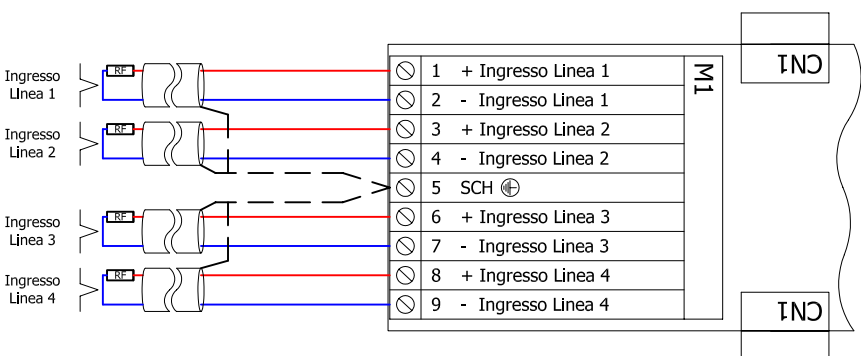 Ingresso
Linea 1
RF
Ingresso
Linea 2
RF
Ingresso
Linea 3
RF
Ingresso
Linea 4
RF
1 + Ingresso Linea 1
2 - Ingresso Linea 1
3 + Ingresso Linea 2
4 - Ingresso Linea 2
5 SCH
6 + Ingresso Linea 3
7 - Ingresso Linea 3
8 + Ingresso Linea 4
9 - Ingresso Linea 4
M1
CN1
CN1